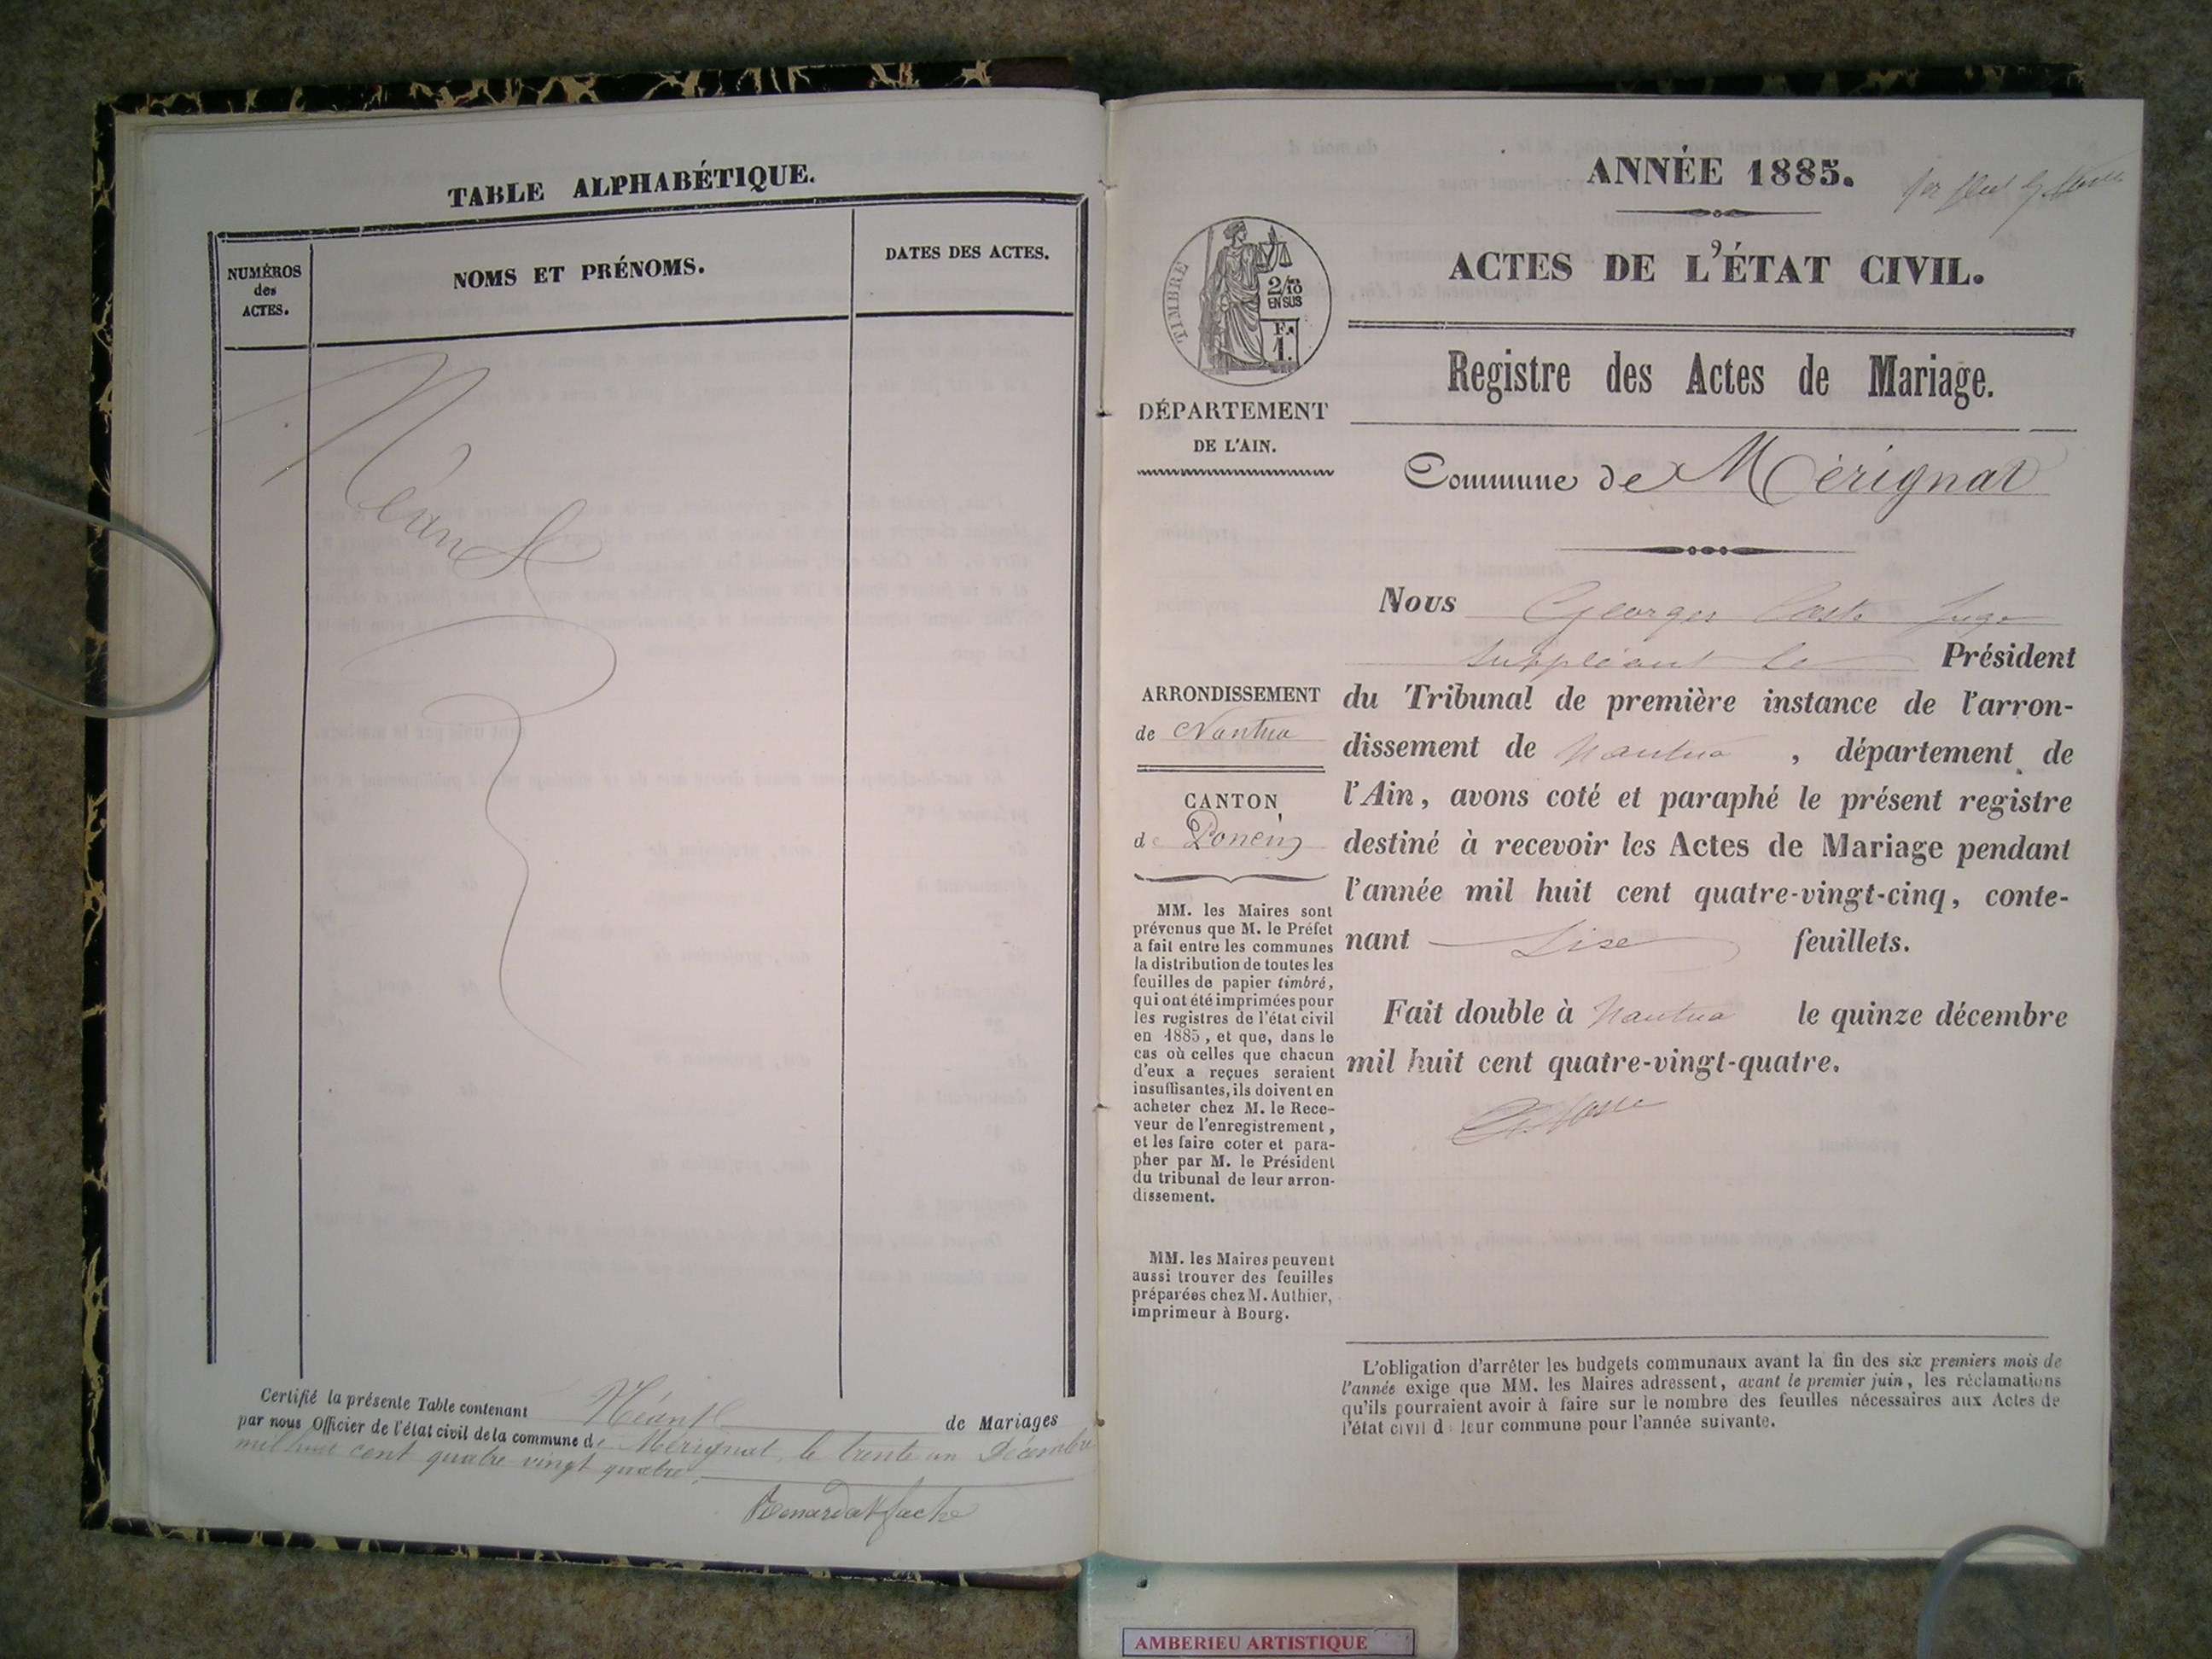 TABLE ALPHABÉTIQUE.
NUMÉROS
des
ACTES.
NOMS ET PRÉNOMS.
DATES DES ACTES.
Néant
Certifié la présente Table contenant Néant de Mariages
par nous Officier de l'état civil de la commune de Mérignat, le trente un Décembre
mil huit cent quatre vingt quatre.
ANNÉE 1885.
ACTES DE L'ÉTAT CIVIL.
TIMBRE
2/10
EN SUS
F.
1.
Registre des Actes de Mariage.
DÉPARTEMENT
DE L'AIN.
Commune de Mérignat
ARRONDISSEMENT
de Nantua
CANTON
de Poncin
MM. les Maires sont
prévenus que M. le Préfet
a fait entre les communes
la distribution de toutes les
feuilles de papier timbré,
qui ont été imprimées pour
les registres de l'état civil
en 1885, et que, dans le
cas où celles que chacun
d'eux a reçues seraient
insuffisantes, ils doivent en
acheter chez M. le Rece-
veur de l'enregistrement,
et les faire coter et para-
pher par M. le Président
du tribunal de leur arron-
dissement.
MM. les Maires peuvent
aussi trouver des feuilles
préparées chez M. Authier,
imprimeur à Bourg.
Nous Georges Juge
suppléant le Président
du Tribunal de première instance de l'arron-
dissement de Nantua, département de
l'Ain, avons coté et paraphé le présent registre
destiné à recevoir les Actes de Mariage pendant
l'année mil huit cent quatre-vingt-cinq, conte-
nant feuillets.
Fait double à Nantua le quinze décembre
mil huit cent quatre-vingt-quatre.
L'obligation d'arrêter les budgets communaux avant la fin des six premiers mois de
l'année exige que MM. les Maires adressent, avant le premier juin, les réclamations
qu'ils pourraient avoir à faire sur le nombre des feuilles nécessaires aux Actes de
l'état civil d leur commune pour l'année suivante.
AMBERIEU ARTISTIQUE